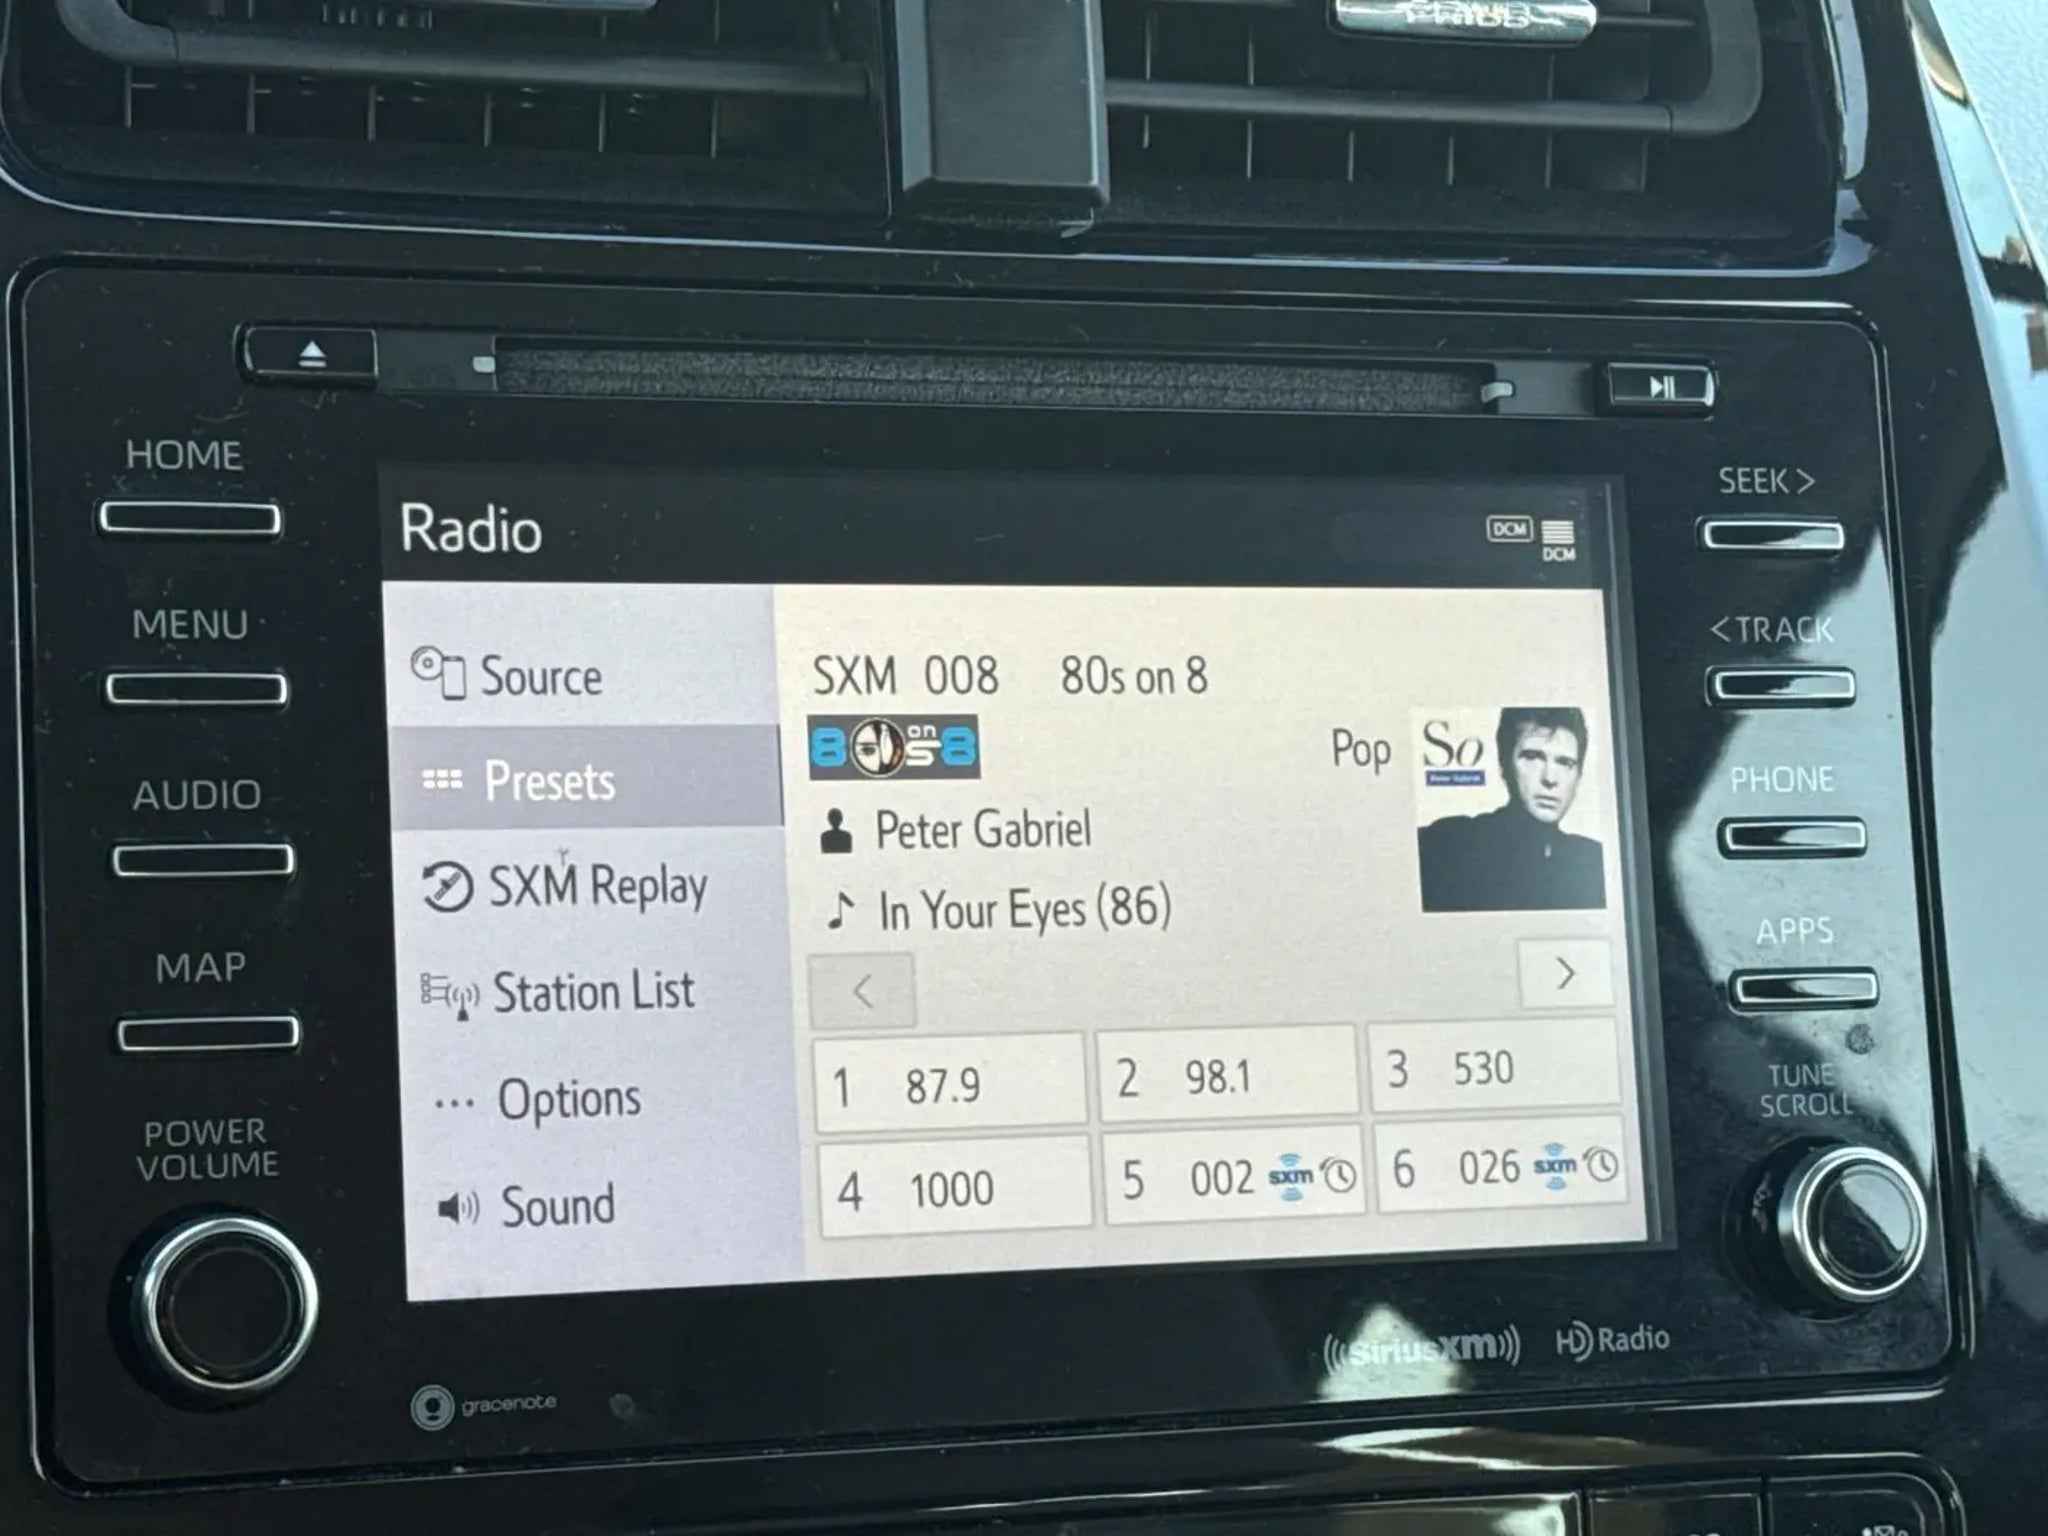 PRIUS
HOME
MENU
AUDIO
MAP
POWER
VOLUME
Radio
DCM
DCM
Source
Presets
SXM Replay
Station List
Options
Sound
SXM 008 80s on 8
80s on 8
Pop
So
Peter Gabriel
Peter Gabriel
In Your Eyes (86)
<
>
1 87.9
2 98.1
3 530
4 1000
5 002 sxm
6 026 sxm
SEEK >
< TRACK
PHONE
APPS
TUNE
SCROLL
gracenote
(((siriusxm)))
HD Radio